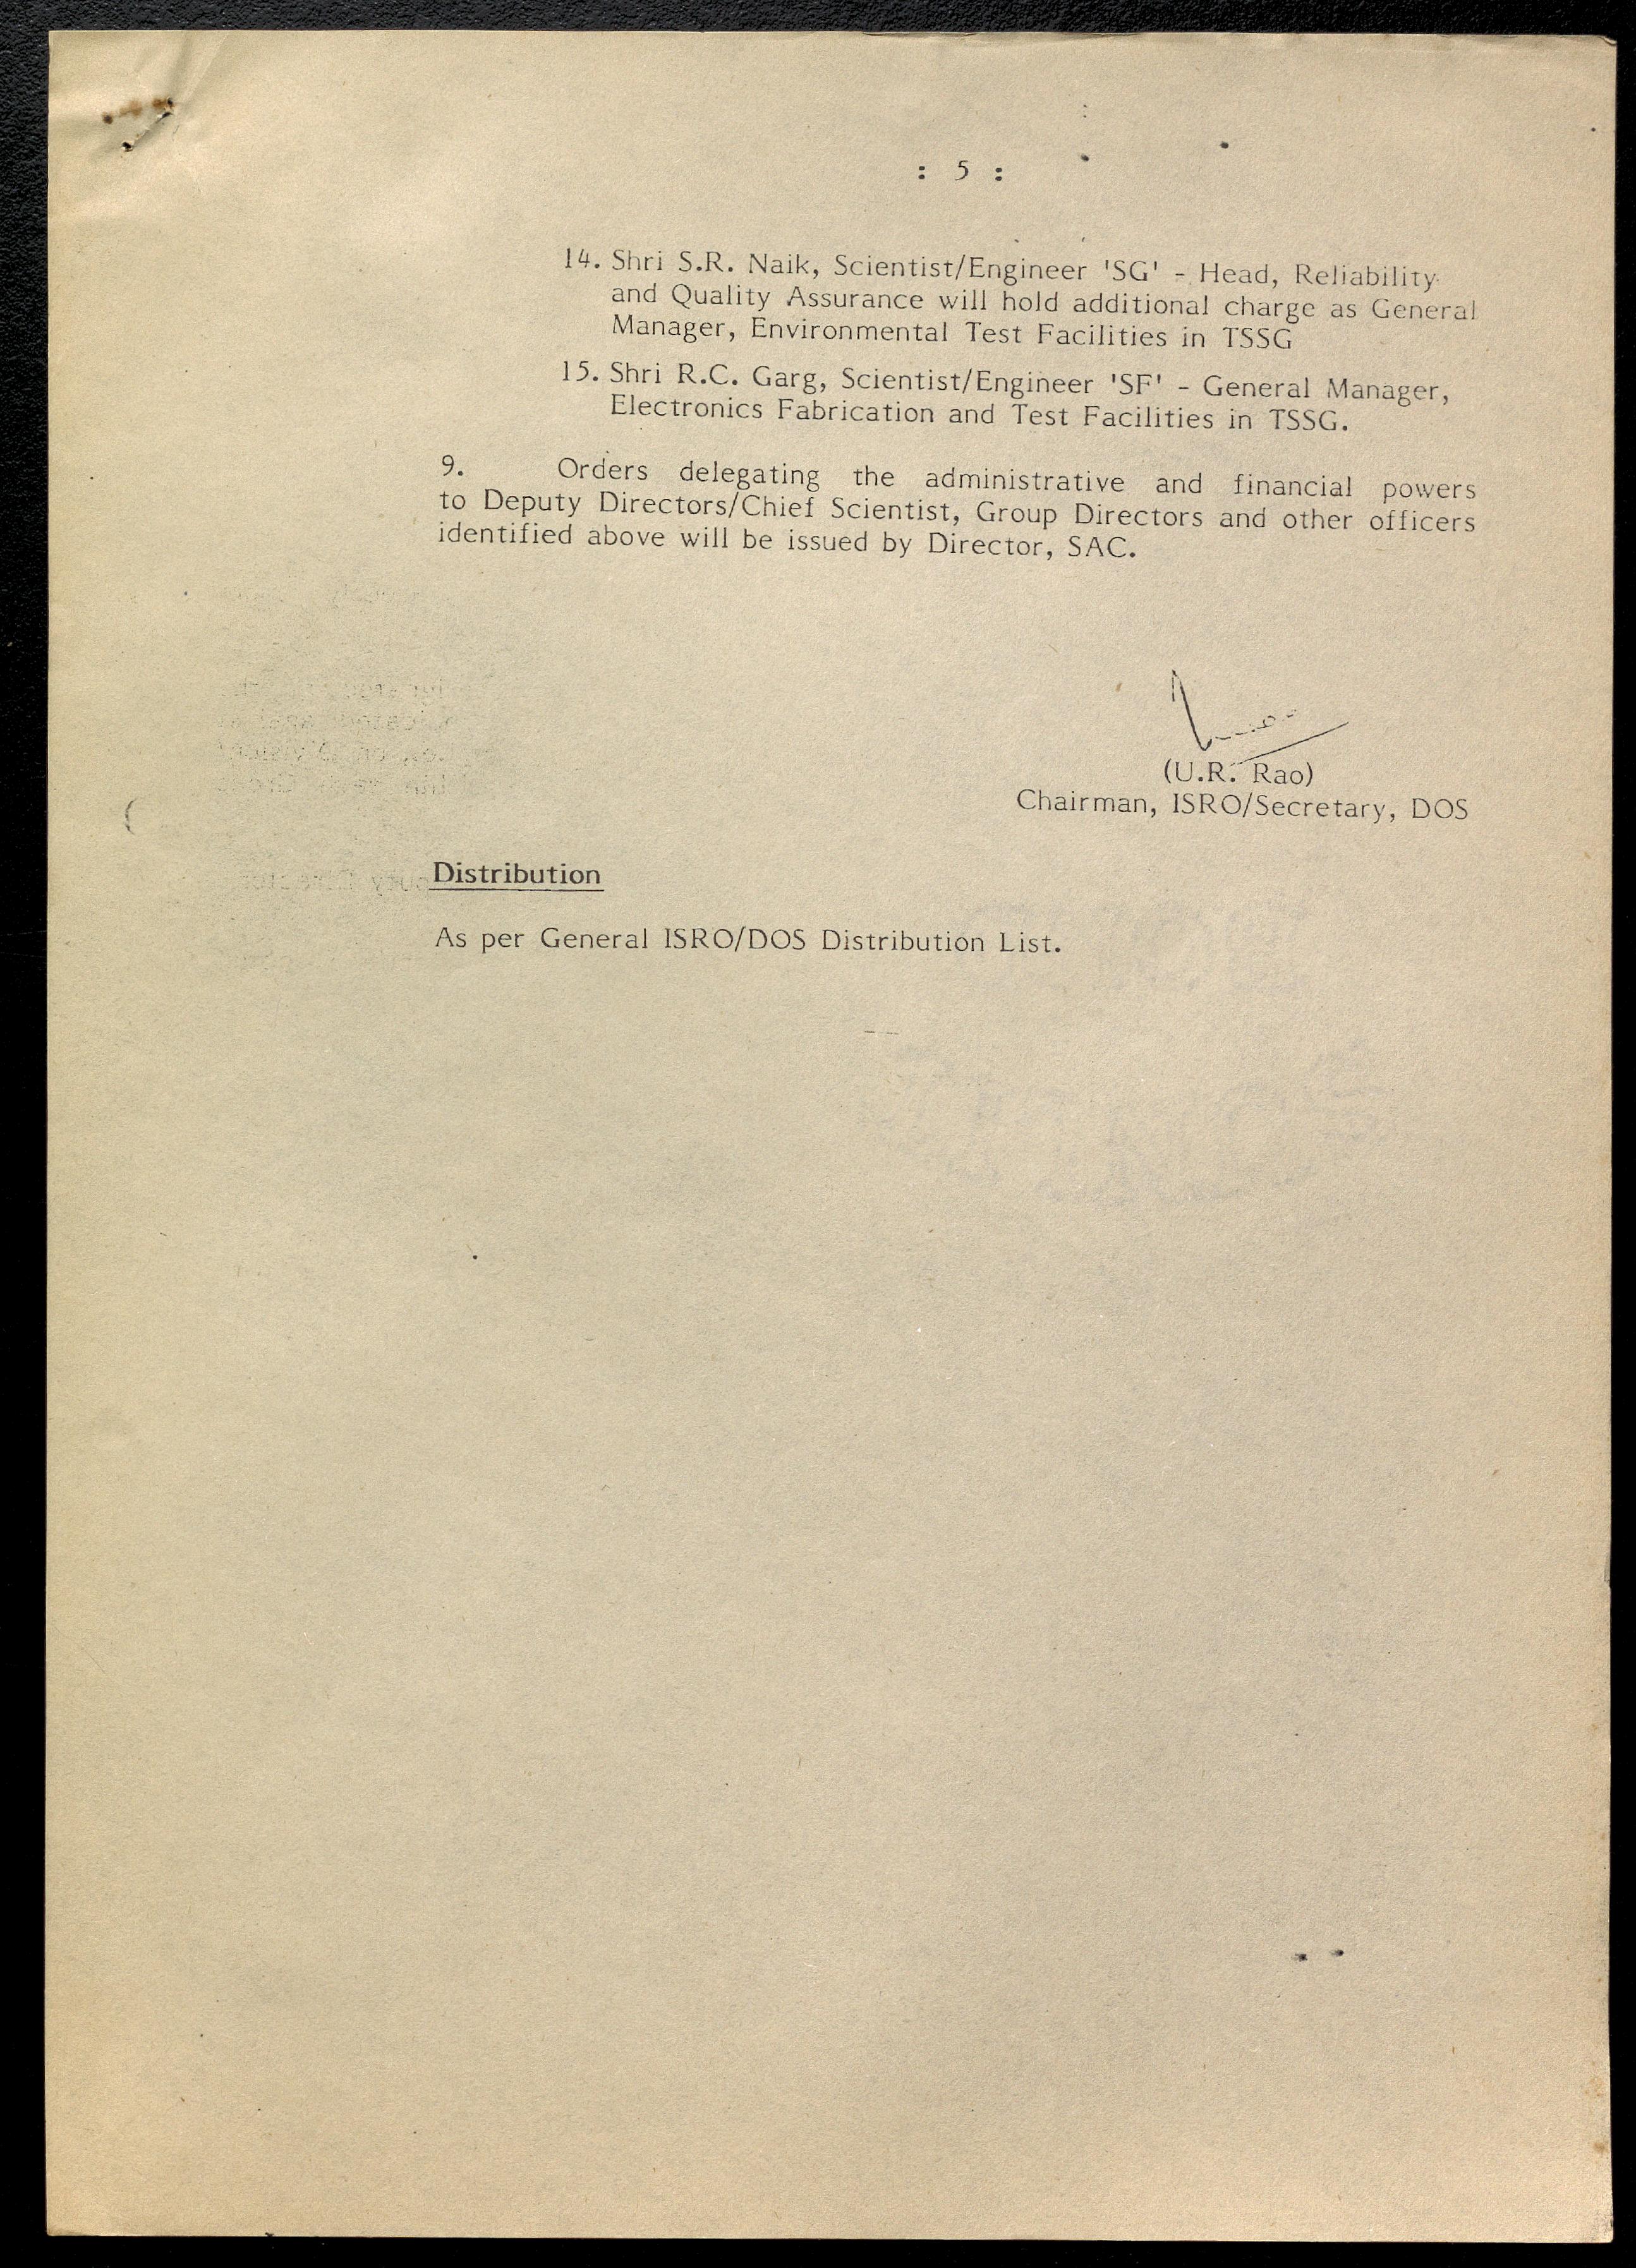 : 5 :
14. Shri S.R. Naik, Scientist/Engineer 'SG' - Head, Reliability
and Quality Assurance will hold additional charge as General
Manager, Environmental Test Facilities in TSSG
15. Shri R.C. Garg, Scientist/Engineer 'SF' - General Manager,
Electronics Fabrication and Test Facilities in TSSG.
9. Orders delegating the administrative and financial powers
to Deputy Directors/Chief Scientist, Group Directors and other officers
identified above will be issued by Director, SAC.
(U.R. Rao)
Chairman, ISRO/Secretary, DOS
Distribution
As per General ISRO/DOS Distribution List.